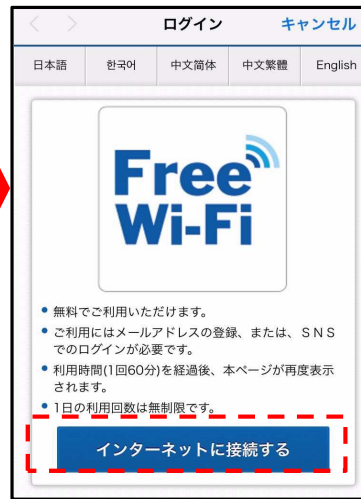 ログイン キャンセル
日本語 한국어 中文简体 中文繁體 English
Free
Wi-Fi
• 無料でご利用いただけます。
• ご利用にはメールアドレスの登録、または、ＳＮＳ
でのログインが必要です。
• 利用時間(1回60分)を経過後、本ページが再度表示
されます。
• 1日の利用回数は無制限です。
インターネットに接続する